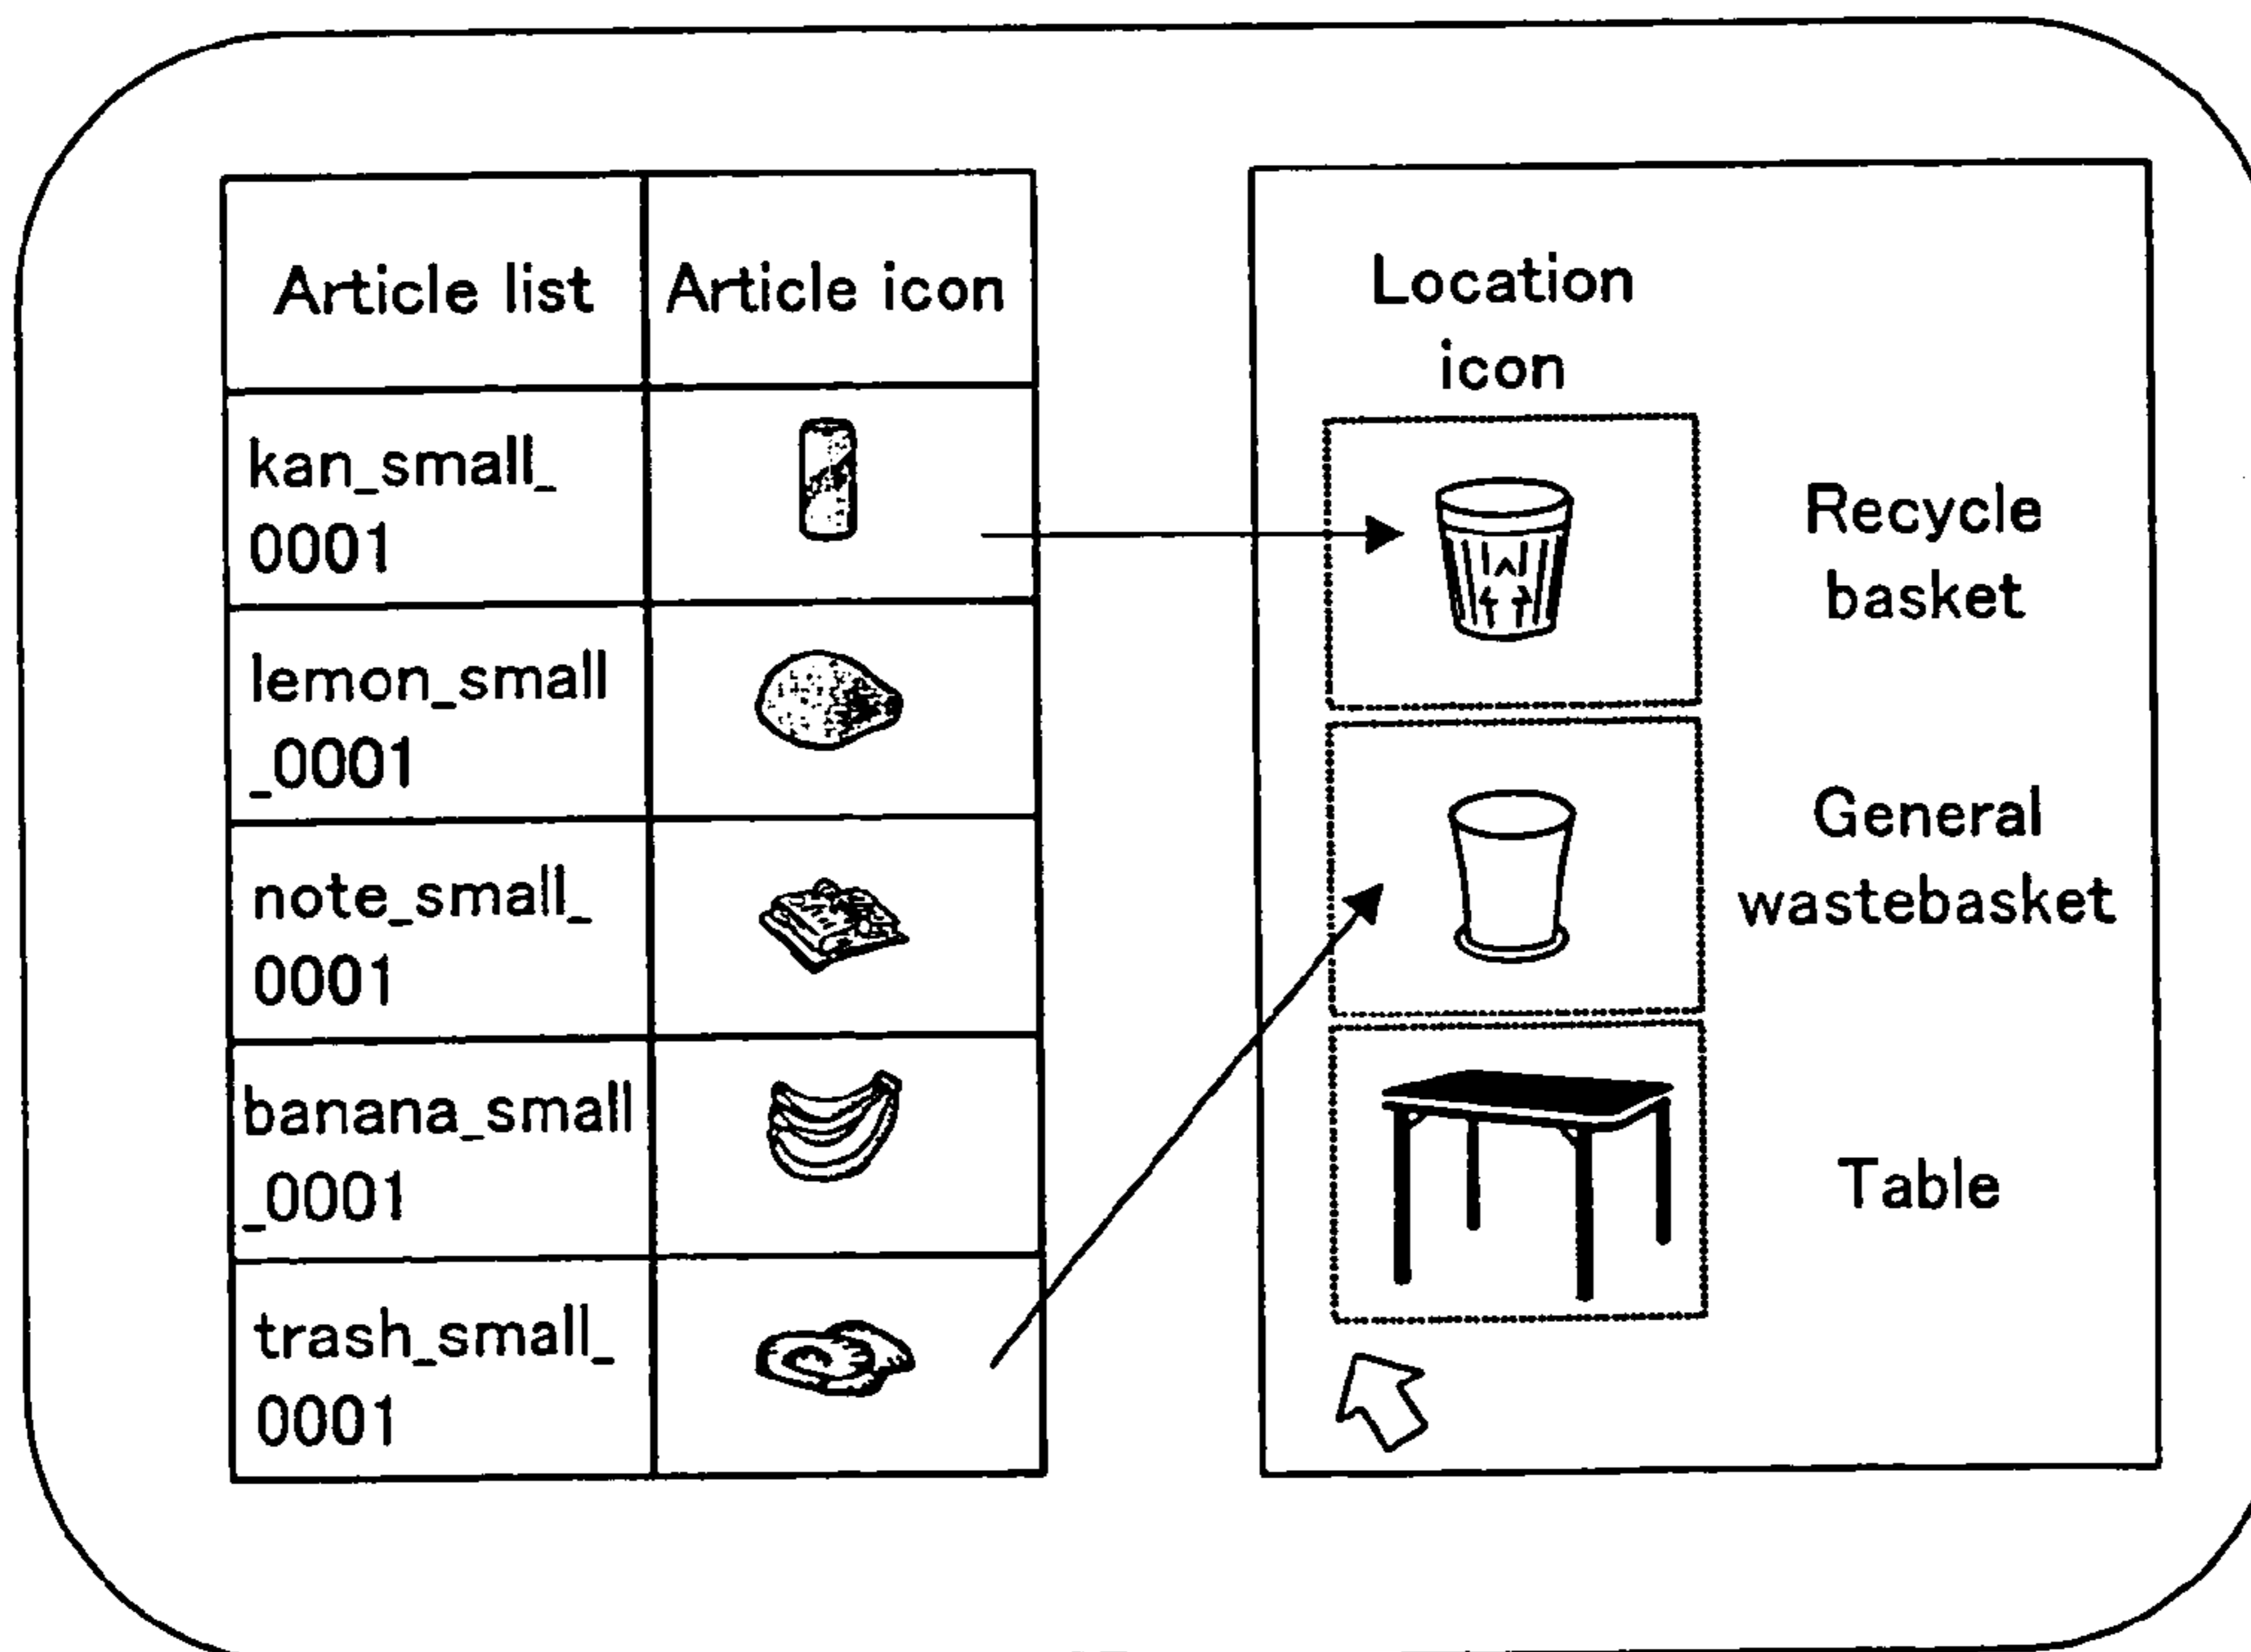 Article list
Article icon
kan_small_
0001
lemon_small
_0001
note_small_
0001
banana_small
_0001
trash_small_
0001
Location
icon
Recycle
basket
General
wastebasket
Table